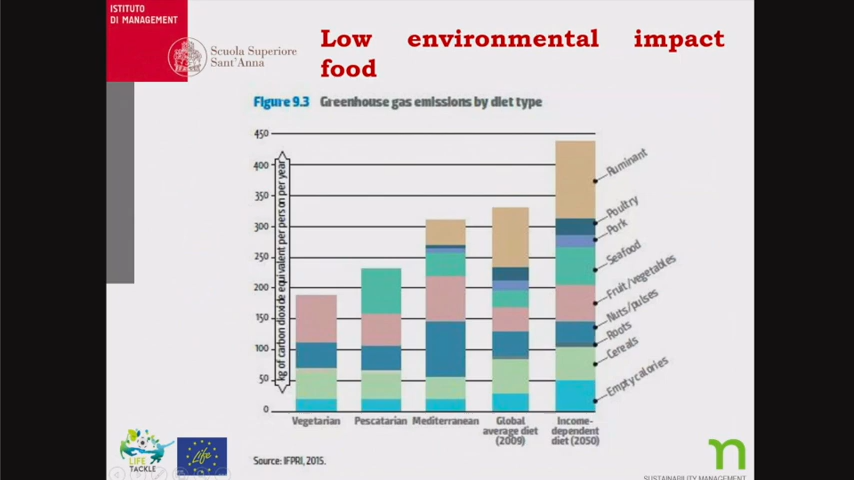 ISTITUTO
DI MANAGEMENT
Scuola Superiore
Sant'Anna
Low environmental impact
food
Figure 9.3 Greenhouse gas emissions by diet type
450
400
350
300
250
200
150
100
50
0
kg of carbon dioxide equivalent per person per year
Ruminant
Poultry
Pork
Seafood
Fruit/vegetables
Nuts/pulses
Roots
Cereals
Empty calories
Vegetarian
Pescatarian
Mediterranean
Global
average diet
(2009)
Income-
dependent
diet (2050)
Source: IFPRI, 2015.
LIFE
TACKLE
Life
n
SUSTAINABILITY MANAGEMENT